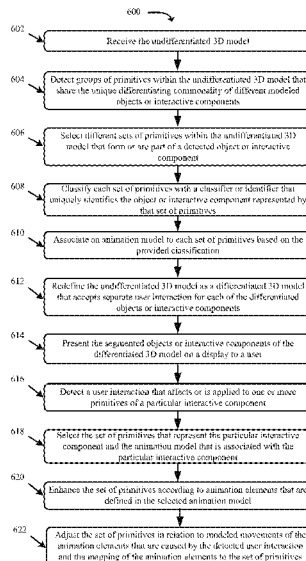 600
602
Receive the undifferentiated 3D model
604
Detect groups of primitives within the undifferentiated 3D model that
share the unique differentiating commonality of different modeled
objects or interactive components
606
Select different sets of primitives within the undifferentiated 3D
model that form or are part of a detected object or interactive
component
608
Classify each set of primitives with a classifier or identifier that
uniquely identifies the object or interactive component represented by
that set of primitives
610
Associate an animation model to each set of primitives based on the
provided classification
612
Redefine the undifferentiated 3D model as a differentiated 3D model
that accepts separate user interaction for each of the differentiated
objects or interactive components
614
Present the segmented objects or interactive components of the
differentiated 3D model on a display to a user
616
Detect a user interaction that affects or is applied to one or more
primitives of a particular interactive component
618
Select the set of primitives that represent the particular interactive
component and the animation model that is associated with the
particular interactive component
620
Enhance the set of primitives according to animation elements that are
defined in the selected animation model
622
Adjust the set of primitives in relation to modeled movements of the
animation elements that are caused by the detected user interaction
and the mapping of the animation elements to the set of primitives